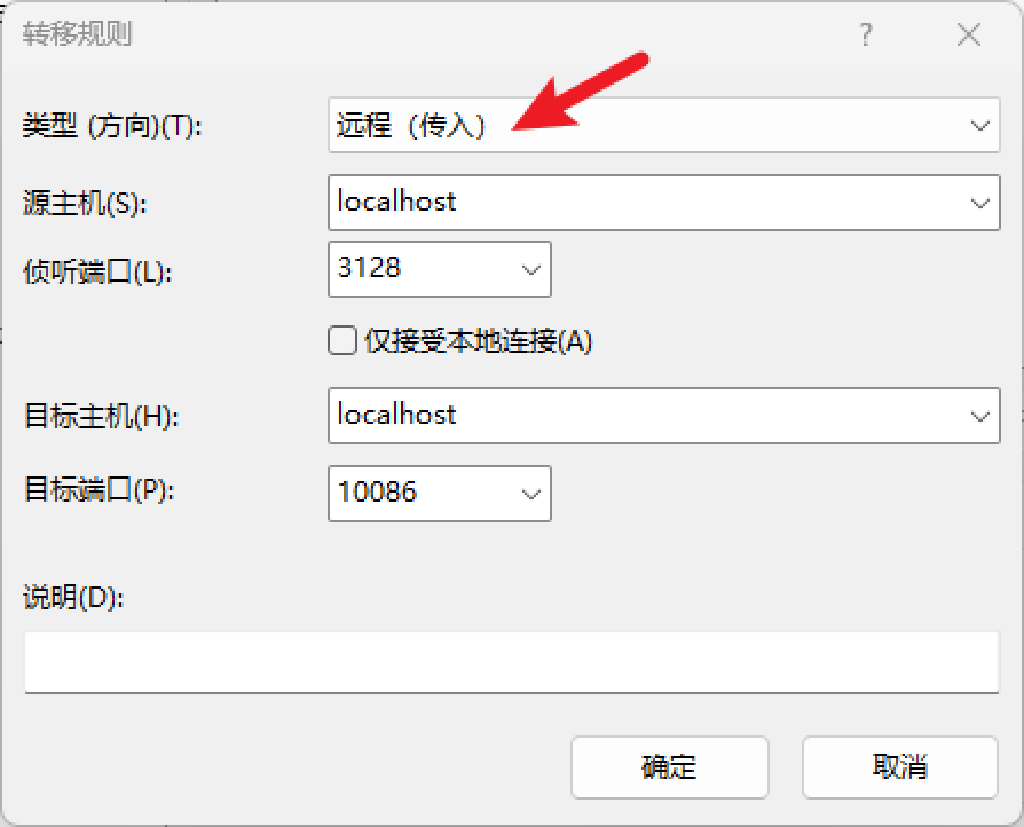 转移规则
类型 (方向)(T):
远程（传入）
源主机(S):
localhost
侦听端口(L):
3128
仅接受本地连接(A)
目标主机(H):
localhost
目标端口(P):
10086
说明(D):
确定
取消